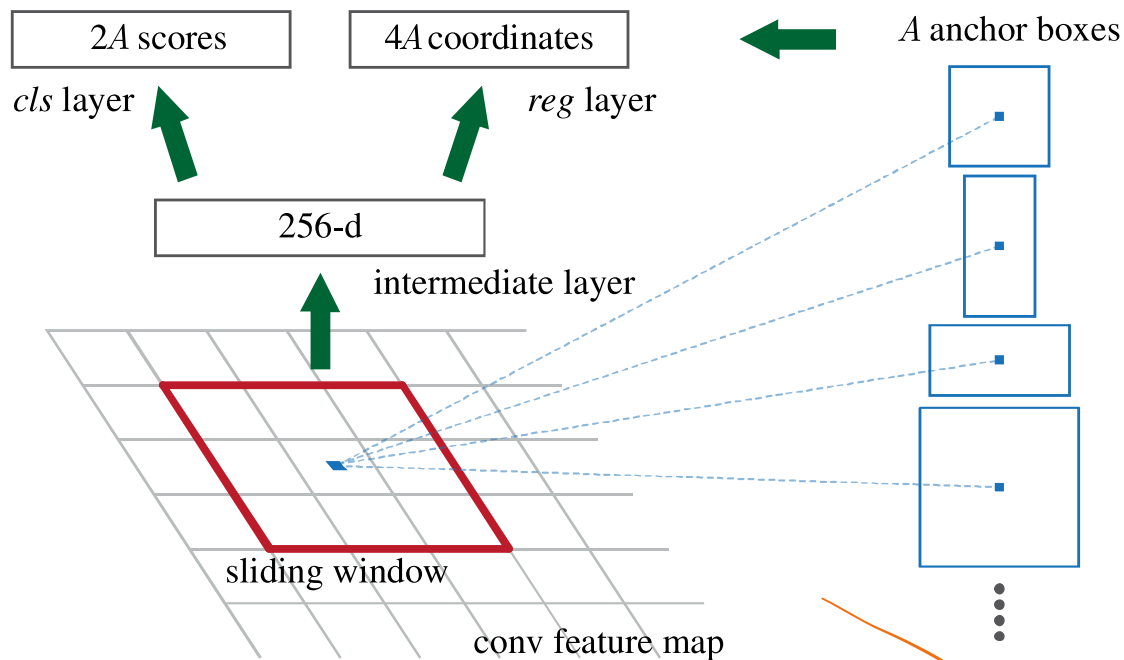 2A scores
4A coordinates
A anchor boxes
cls layer
reg layer
256-d
intermediate layer
sliding window
conv feature map